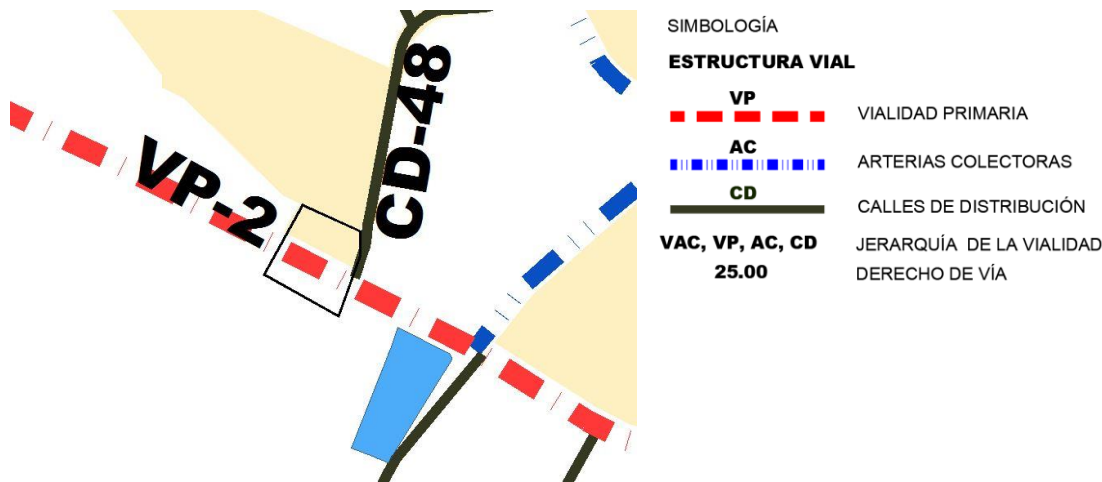 VP-2
CD-48
SIMBOLOGÍA
ESTRUCTURA VIAL
VP
VIALIDAD PRIMARIA
AC
ARTERIAS COLECTORAS
CD
CALLES DE DISTRIBUCIÓN
VAC, VP, AC, CD JERARQUÍA DE LA VIALIDAD
25.00 DERECHO DE VÍA